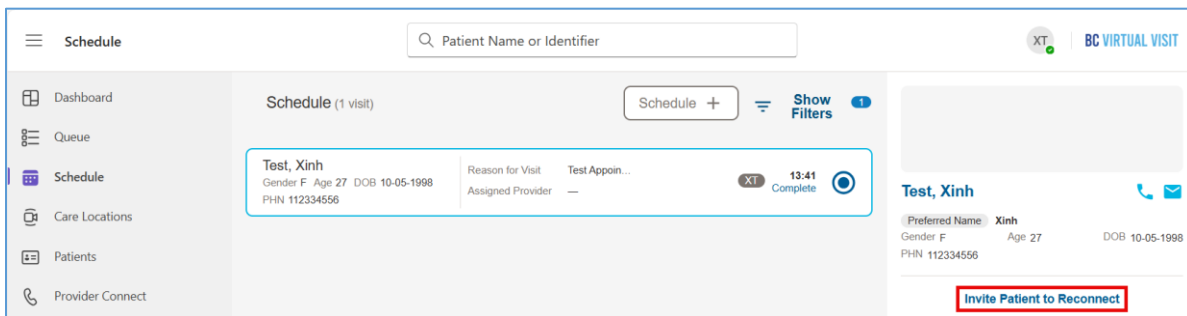 Schedule
Patient Name or Identifier
XT
BC VIRTUAL VISIT
Dashboard
Queue
Schedule
Care Locations
Patients
Provider Connect
Schedule (1 visit)
Schedule +
Show Filters
1
Test, Xinh
Gender F Age 27 DOB 10-05-1998
PHN 112334556
Reason for Visit Test Appoin...
Assigned Provider —
XT
13:41
Complete
Test, Xinh
Preferred Name Xinh
Gender F Age 27 DOB 10-05-1998
PHN 112334556
Invite Patient to Reconnect